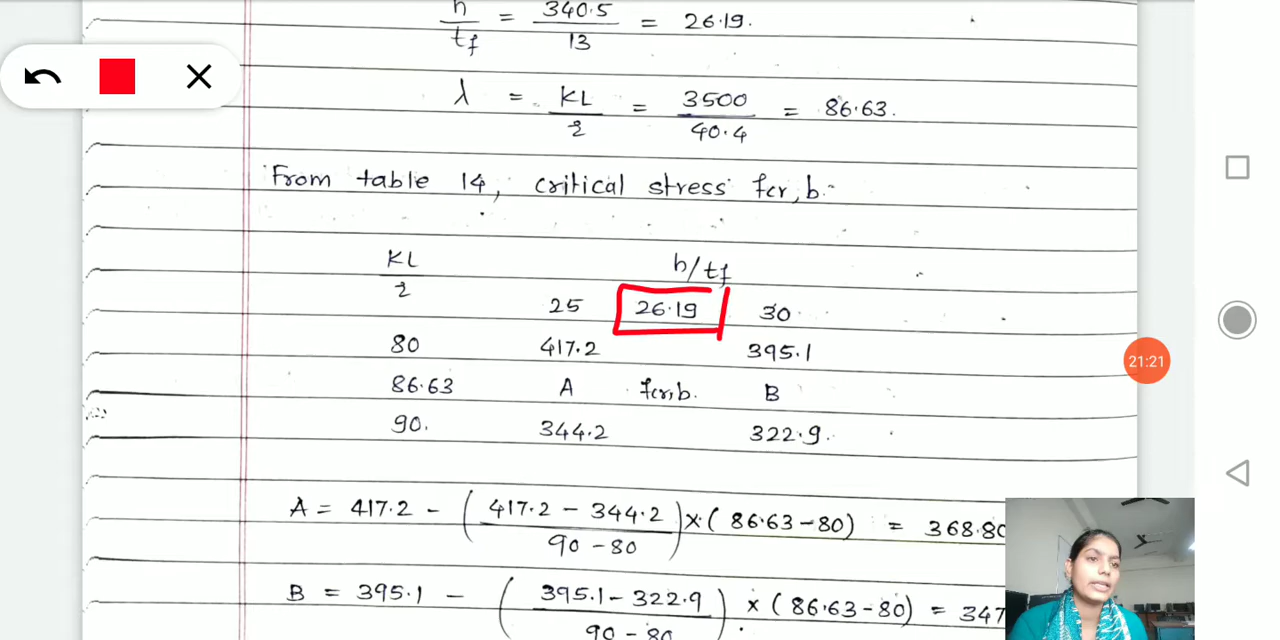 h/tf = 340.5/13 = 26.19.
λ = KL/r = 3500/40.4 = 86.63.
From table 14, critical stress fcr,b.
KL/r h/tf
25 26.19 30
80 417.2 395.1
86.63 A fcr,b. B
90. 344.2 322.9.
A = 417.2 - (417.2 - 344.2 / 90 - 80) x (86.63 - 80) = 368.80
B = 395.1 - (395.1 - 322.9 / 90 - 80) x (86.63 - 80) = 347
21:21